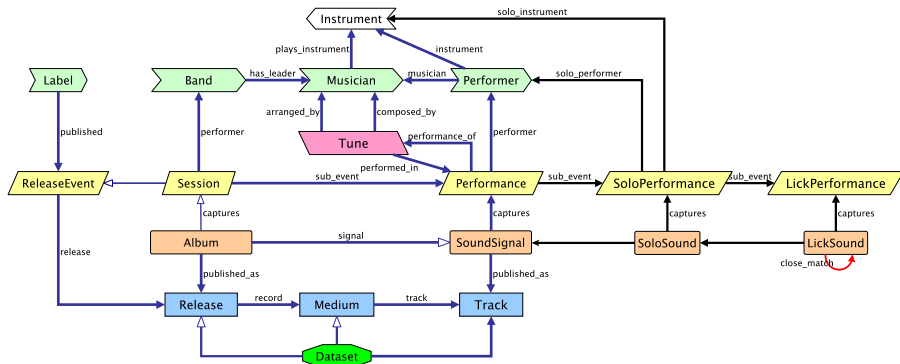 Instrument
solo_instrument
plays_instrument
instrument
Label
Band
has_leader
Musician
musician
Performer
solo_performer
arranged_by
composed_by
published
performer
Tune
performance_of
performer
performed_in
ReleaseEvent
Session
sub_event
Performance
sub_event
SoloPerformance
sub_event
LickPerformance
captures
captures
captures
captures
release
Album
signal
SoundSignal
SoloSound
LickSound
close_match
published_as
published_as
Release
record
Medium
track
Track
Dataset